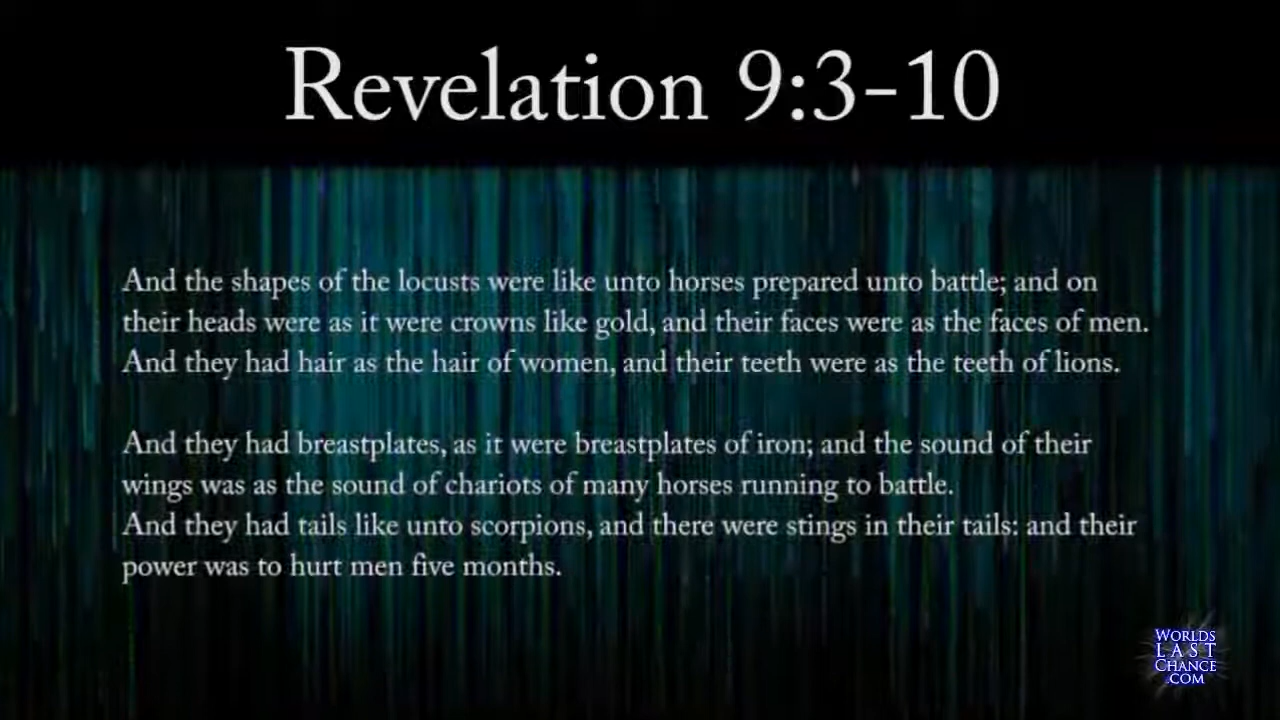 Revelation 9:3-10
And the shapes of the locusts were like unto horses prepared unto battle; and on
their heads were as it were crowns like gold, and their faces were as the faces of men.
And they had hair as the hair of women, and their teeth were as the teeth of lions.
And they had breastplates, as it were breastplates of iron; and the sound of their
wings was as the sound of chariots of many horses running to battle.
And they had tails like unto scorpions, and there were stings in their tails: and their
power was to hurt men five months.
WORLDS
LAST
CHANCE
.COM